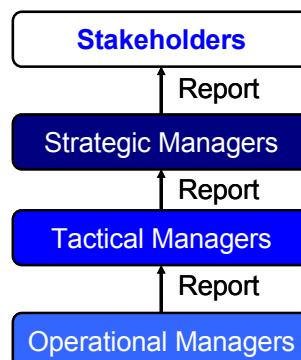 Stakeholders
Report
Strategic Managers
Report
Tactical Managers
Report
Operational Managers